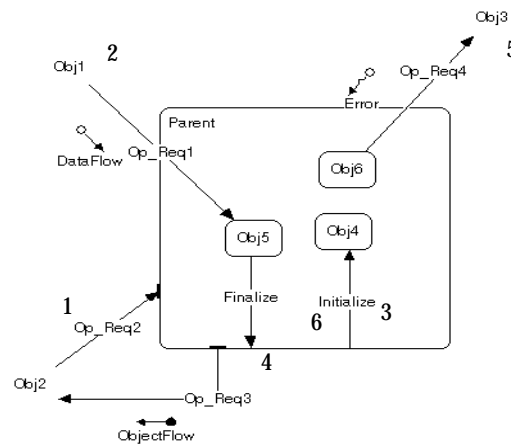 Obj3
2
5
Obj1
Op_Req4
Error
Parent
DataFlow
Op_Req1
Obj6
Obj5
Obj4
1
Finalize
Initialize
3
6
Op_Req2
4
Obj2
Op_Req3
ObjectFlow